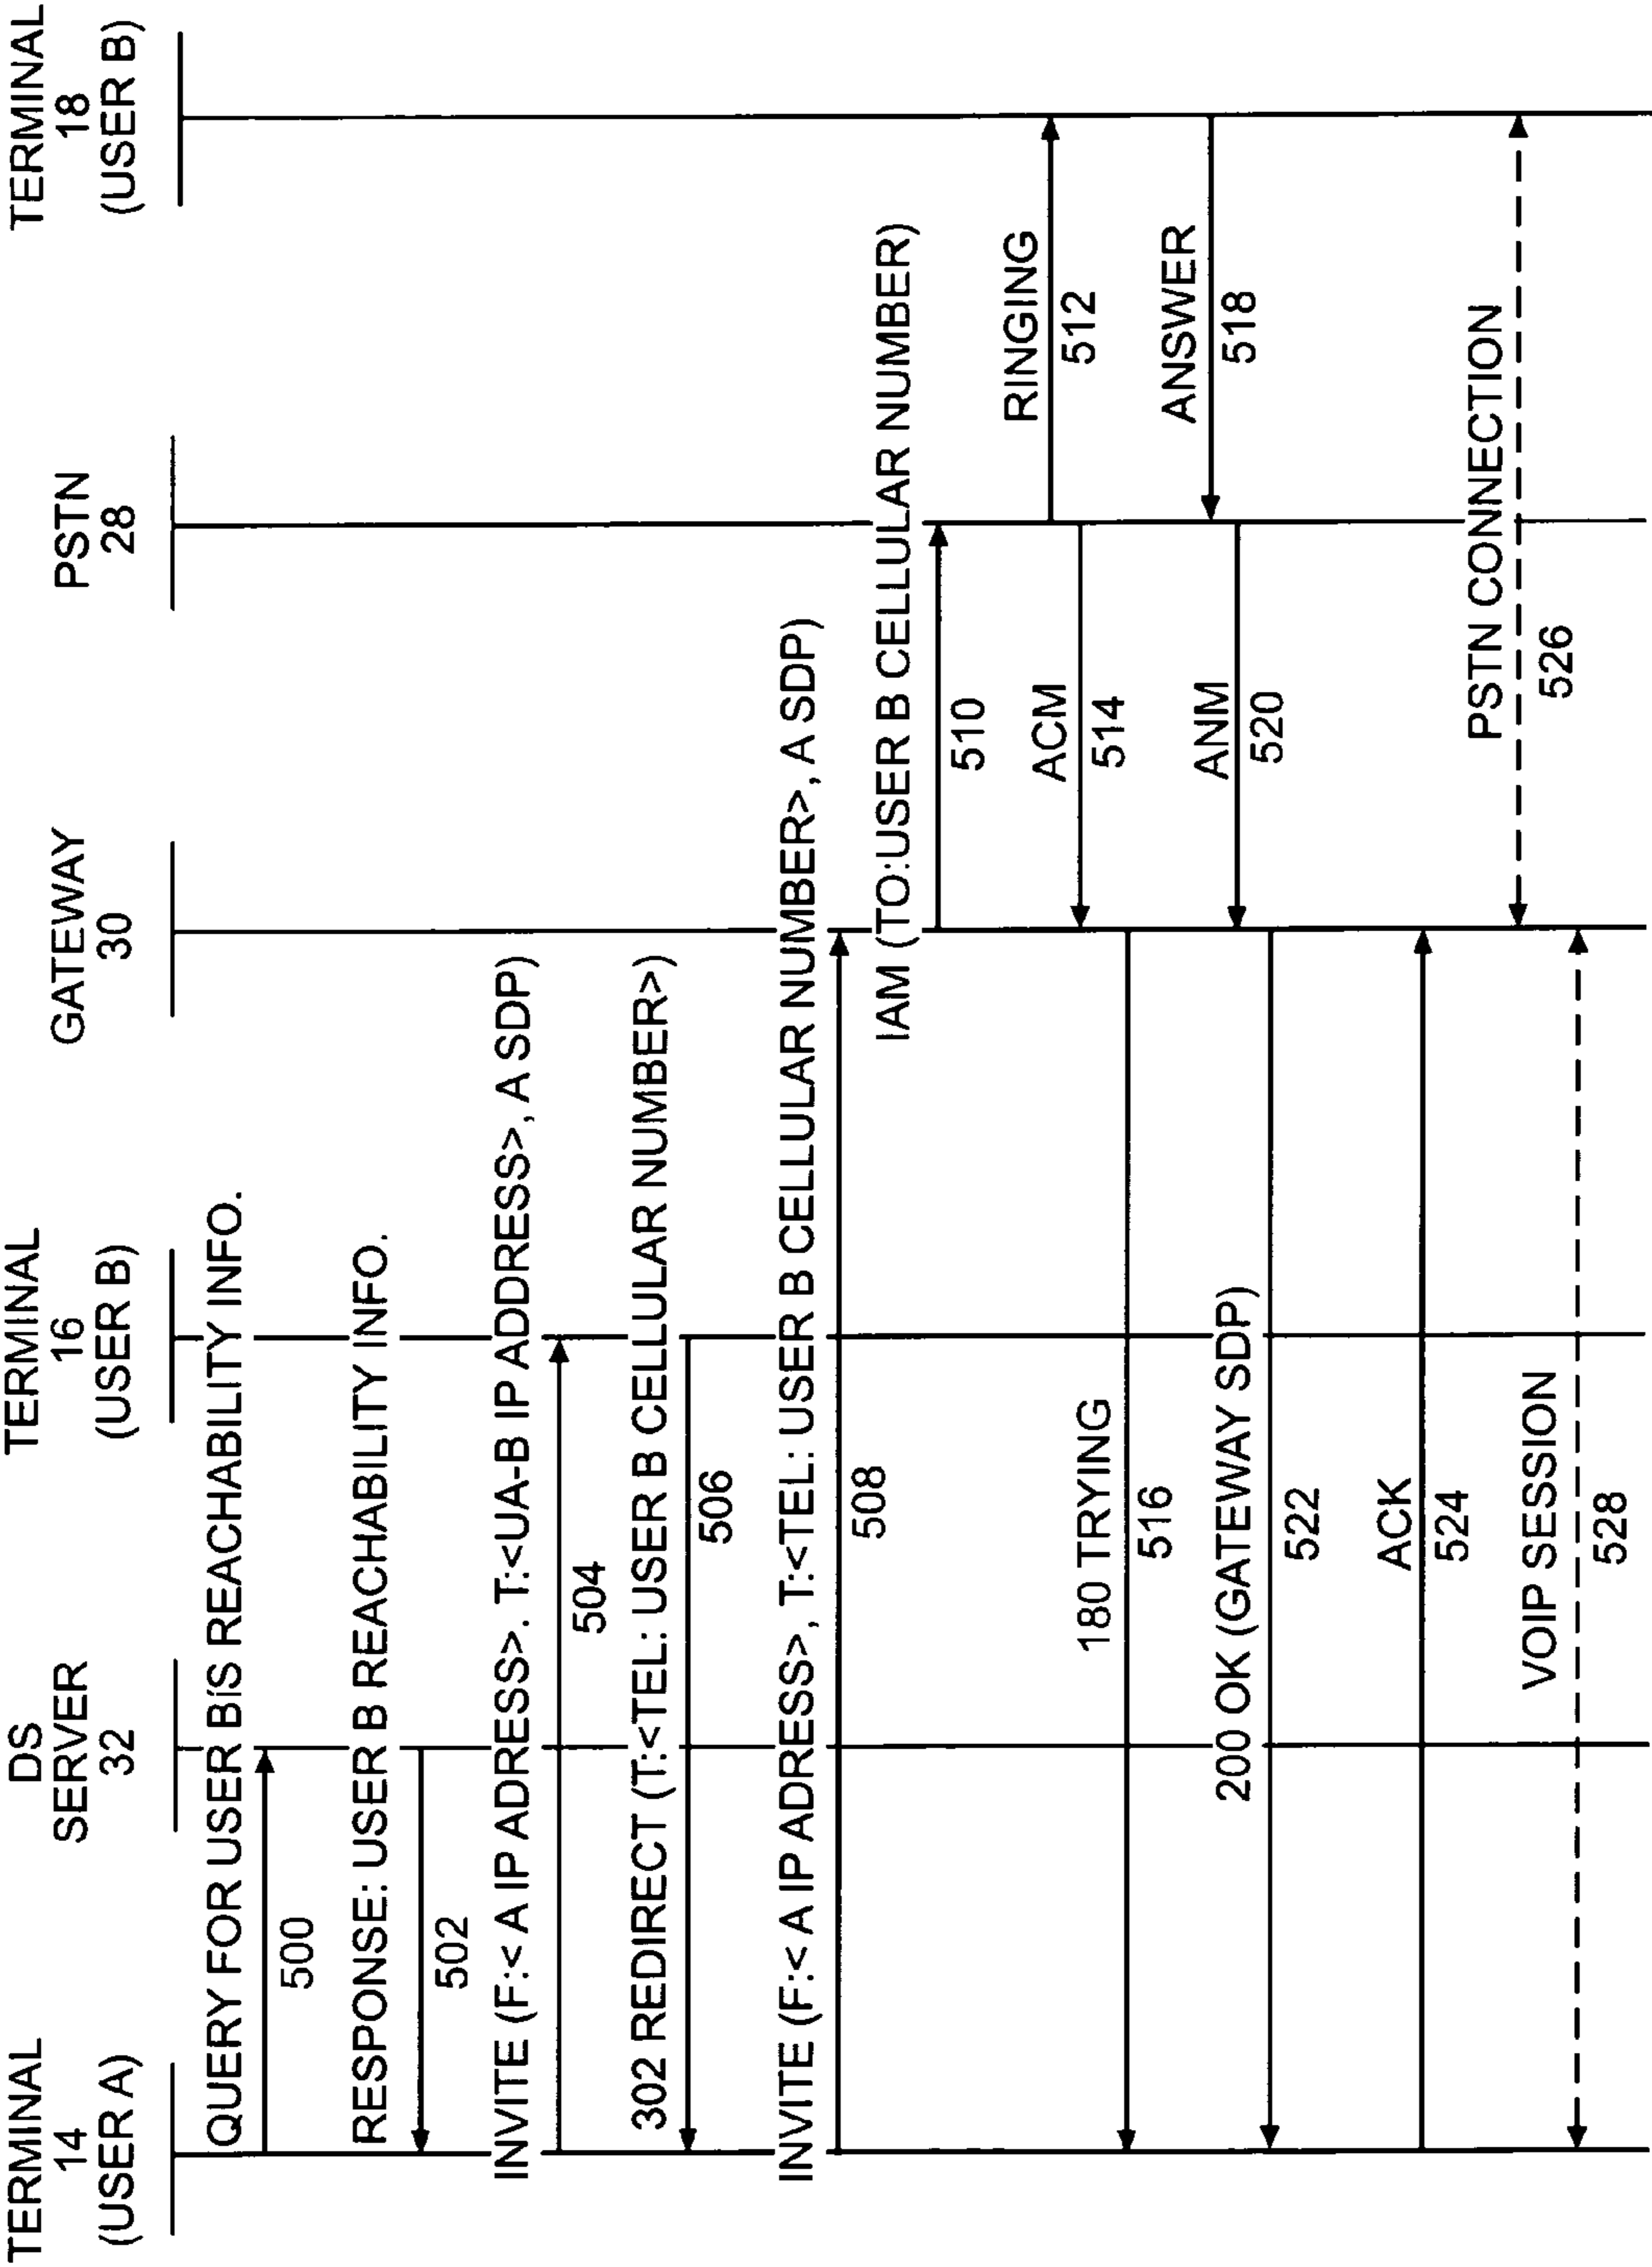 TERMINAL
14
(USER A)
DS
SERVER
32
TERMINAL
16
(USER B)
GATEWAY
30
PSTN
28
TERMINAL
18
(USER B)
QUERY FOR USER BíS REACHABILITY INFO.
500
RESPONSE: USER B REACHABILITY INFO.
502
INVITE (F:< A IP ADRESS>. T:<UA-B IP ADDRESS>, A SDP)
504
302 REDIRECT (T:<TEL: USER B CELLULAR NUMBER>)
506
INVITE (F:< A IP ADRESS>, T:<TEL: USER B CELLULAR NUMBER>, A SDP)
508
IAM (TO:USER B CELLULAR NUMBER)
510
RINGING
512
ACM
514
180 TRYING
516
ANSWER
518
ANM
520
200 OK (GATEWAY SDP)
522
ACK
524
PSTN CONNECTION
526
VOIP SESSION
528